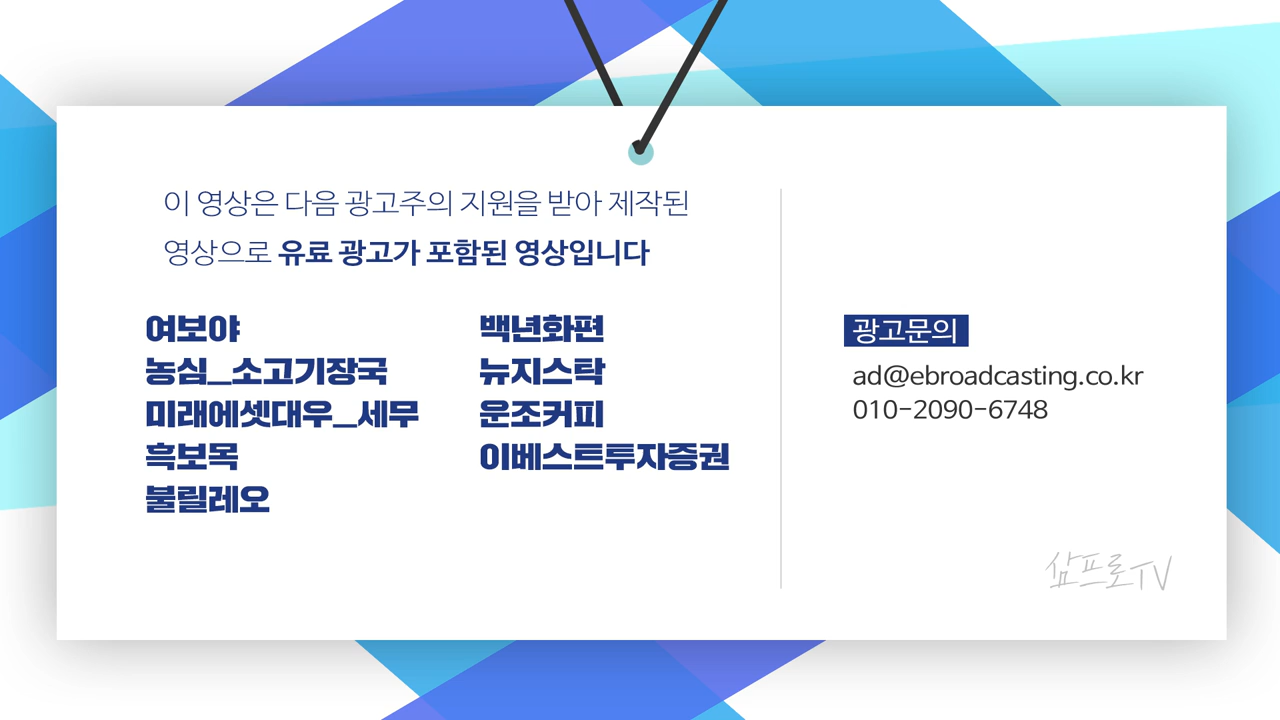 이 영상은 다음 광고주의 지원을 받아 제작된
영상으로 유료 광고가 포함된 영상입니다
여보야
농심_소고기장국
미래에셋대우_세무
흑보목
불릴레오
백년화편
뉴지스탁
운조커피
이베스트투자증권
광고문의
ad@ebroadcasting.co.kr
010-2090-6748
삼프로TV